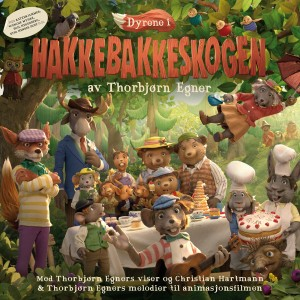 Dyrene i
HAKKEBAKKESKOGEN
av Thorbjørn Egner
Med Thorbjørn Egners viser og Christian Hartmann
& Thorbjørn Egners melodier til animasjonsfilmen